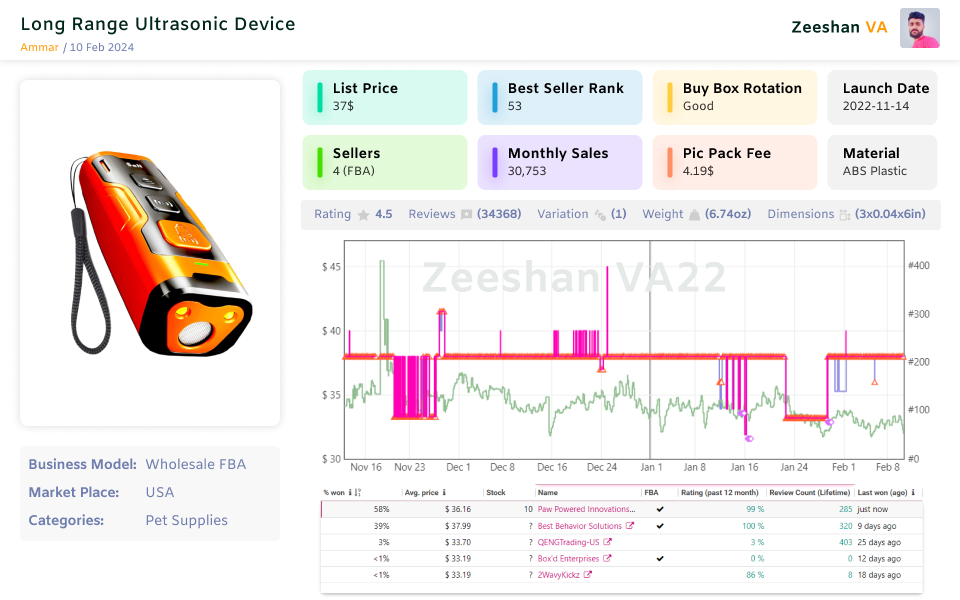 Long Range Ultrasonic Device
Ammar / 10 Feb 2024
Zeeshan VA
List Price
37$
Best Seller Rank
53
Buy Box Rotation
Good
Launch Date
2022-11-14
Sellers
4 (FBA)
Monthly Sales
30,753
Pic Pack Fee
4.19$
Material
ABS Plastic
Rating 4.5 Reviews (34368) Variation (1) Weight (6.74oz) Dimensions (3x0.04x6in)
Zeeshan VA22
$ 45
$ 40
$ 35
$ 30
#400
#300
#200
#100
#0
Nov 16 Nov 23 Dec 1 Dec 8 Dec 16 Dec 24 Jan 1 Jan 8 Jan 16 Jan 24 Feb 1 Feb 8
Business Model: Wholesale FBA
Market Place: USA
Categories: Pet Supplies
% won Avg. price Stock Name FBA Rating (past 12 month) Review Count (Lifetime) Last won (ago)
58% $ 36.16 10 Paw Powered Innovations... ✔ 99 % 285 just now
39% $ 37.99 ? Best Behavior Solutions ✔ 100 % 320 9 days ago
3% $ 33.70 ? QENGTrading-US 3 % 403 25 days ago
<1% $ 33.19 ? Box'd Enterprises ✔ 0 % 0 12 days ago
<1% $ 33.19 ? 2WavyKickz 86 % 8 18 days ago